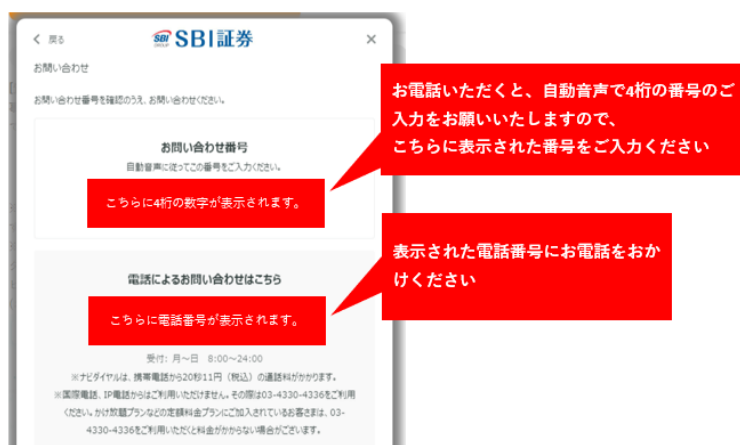 戻る
SBI GROUP SBI証券
×
お問い合わせ
お問い合わせ番号を確認のうえ、お問い合わせください。
お問い合わせ番号
自動音声に従ってこの番号をご入力ください。
こちらに4桁の数字が表示されます。
お電話いただくと、自動音声で4桁の番号のご
入力をお願いいたしますので、
こちらに表示された番号をご入力ください
電話によるお問い合わせはこちら
こちらに電話番号が表示されます。
表示された電話番号にお電話をおか
けください
受付: 月～日 8:00～24:00
※ナビダイヤルは、携帯電話から20秒11円（税込）の通話料がかかります。
※国際電話、IP電話からはご利用いただけません。その際は03-4330-4336をご利用
ください。かけ放題プランなどの定額料金プランにご加入されているお客さまは、03-
4330-4336をご利用いただくと料金がかからない場合がございます。